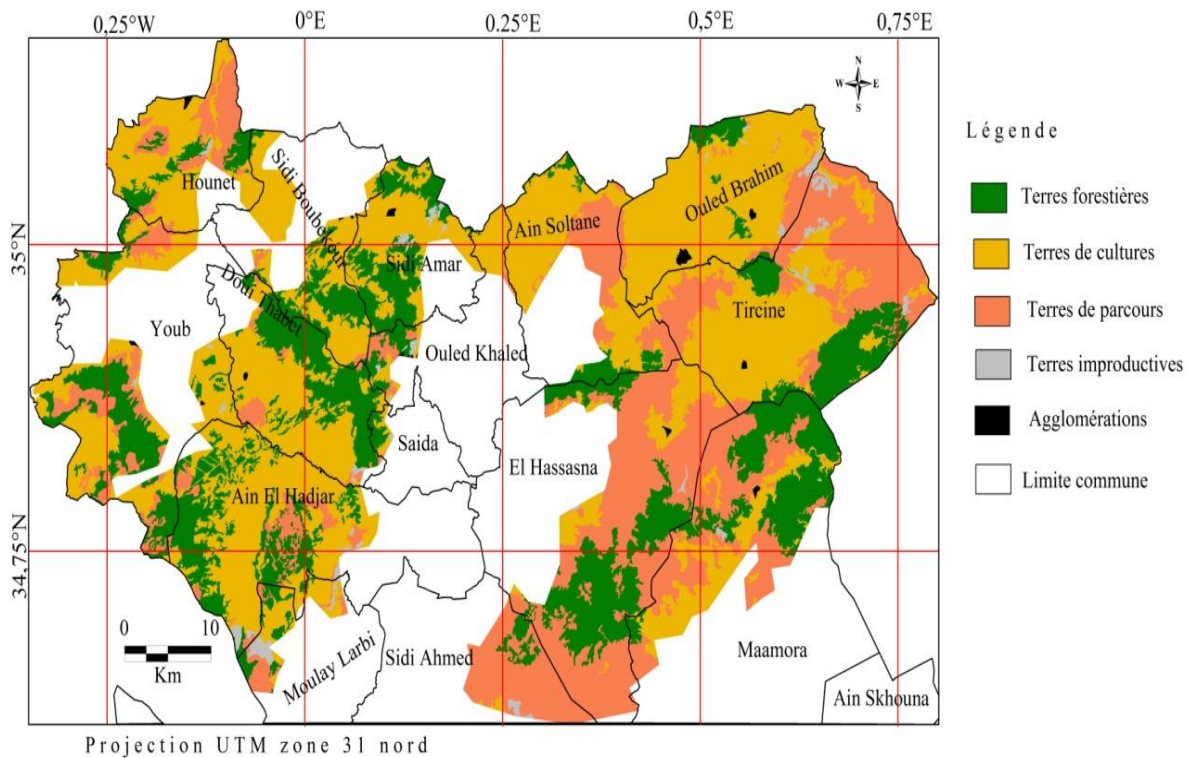 0,25°W
0°E
0.25°E
0,5°E
0,75°E
N
W E
S
Légende
Terres forestières
Terres de cultures
Terres de parcours
Terres improductives
Agglomérations
Limite commune
35°N
34,75°N
Hounet
Sidi Boubekeur
Ain Soltane
Ouled Brahim
Sidi Amar
Doui Thabet
Tircine
Youb
Ouled Khaled
Saida
El Hassasna
Ain El Hadjar
Moulay Larbi
Sidi Ahmed
Maamora
Ain Skhouna
0 10
Km
Projection UTM zone 31 nord